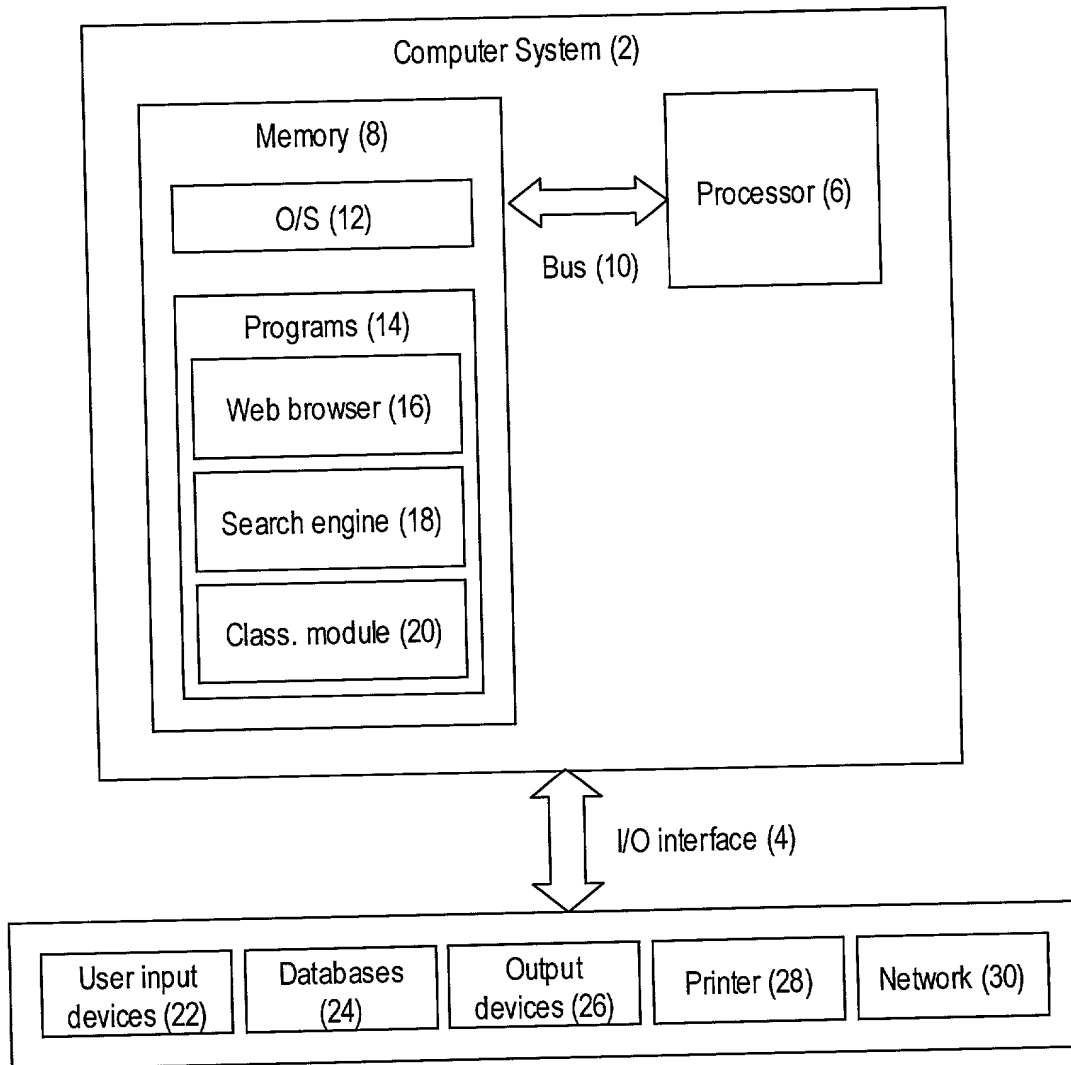 Computer System (2)
Memory (8)
O/S (12)
Programs (14)
Web browser (16)
Search engine (18)
Class. module (20)
Bus (10)
Processor (6)
I/O interface (4)
User input
devices (22)
Databases
(24)
Output
devices (26)
Printer (28)
Network (30)